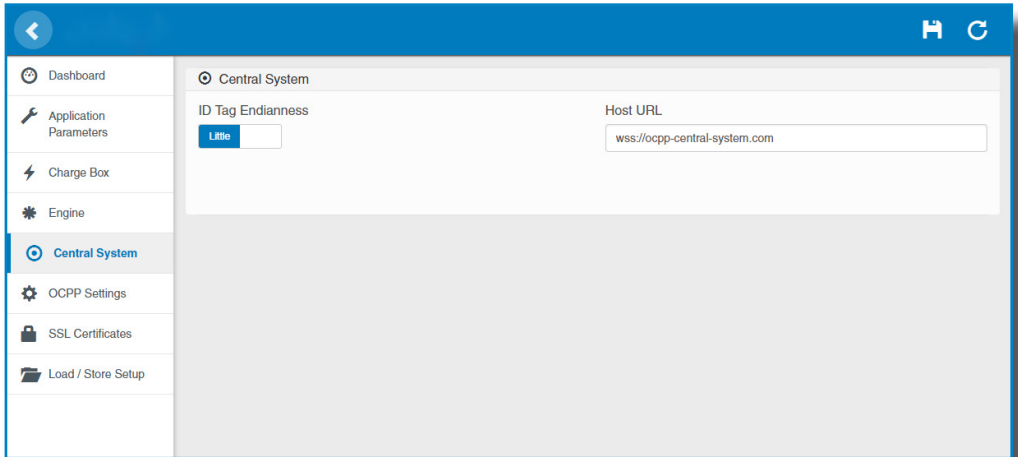 Dashboard
Application
Parameters
Charge Box
Engine
Central System
OCPP Settings
SSL Certificates
Load / Store Setup
Central System
ID Tag Endianness
Little
Host URL
wss://ocpp-central-system.com